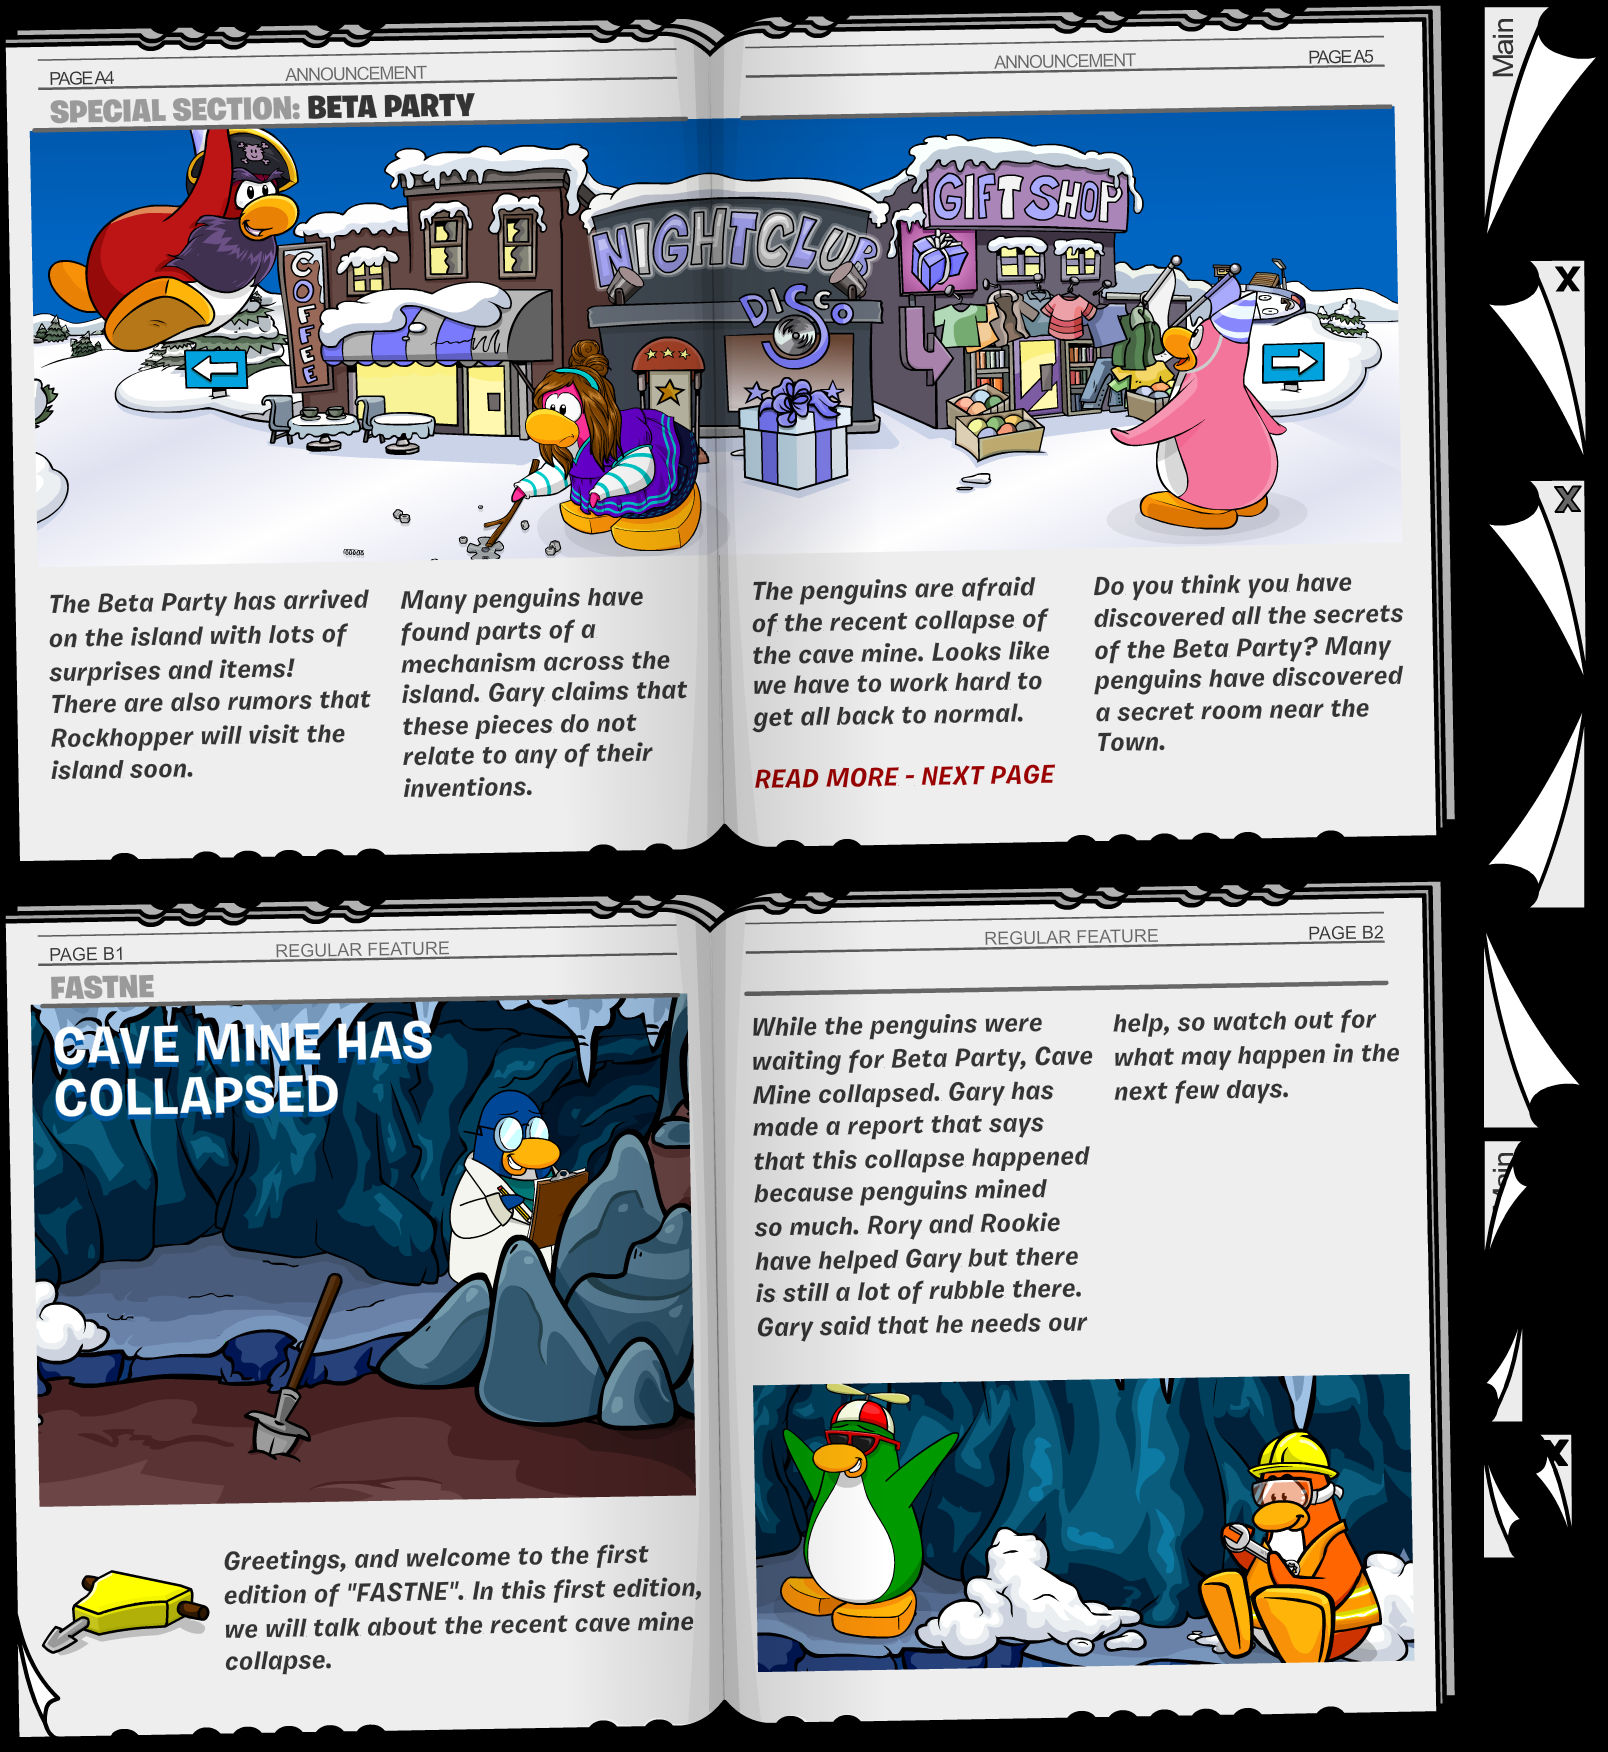 PAGE A4
ANNOUNCEMENT
ANNOUNCEMENT
PAGE A5
SPECIAL SECTION: BETA PARTY
COFFEE
NIGHTCLUB
DISCO
GIFT SHOP
The Beta Party has arrived
on the island with lots of
surprises and items!
There are also rumors that
Rockhopper will visit the
island soon.
Many penguins have
found parts of a
mechanism across the
island. Gary claims that
these pieces do not
relate to any of their
inventions.
The penguins are afraid
of the recent collapse of
the cave mine. Looks like
we have to work hard to
get all back to normal.
READ MORE - NEXT PAGE
Do you think you have
discovered all the secrets
of the Beta Party? Many
penguins have discovered
a secret room near the
Town.
PAGE B1
REGULAR FEATURE
REGULAR FEATURE
PAGE B2
FASTNE
CAVE MINE HAS
COLLAPSED
Greetings, and welcome to the first
edition of "FASTNE". In this first edition,
we will talk about the recent cave mine
collapse.
While the penguins were
waiting for Beta Party, Cave
Mine collapsed. Gary has
made a report that says
that this collapse happened
because penguins mined
so much. Rory and Rookie
have helped Gary but there
is still a lot of rubble there.
Gary said that he needs our
help, so watch out for
what may happen in the
next few days.
Main
X
X
Main
X